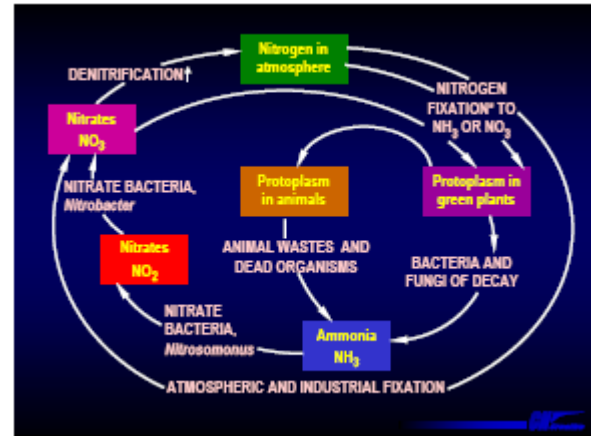 Nitrogen in
atmosphere
DENITRIFICATION†
NITROGEN
FIXATION* TO
NH₃ OR NO₃
Nitrates
NO₃
NITRATE BACTERIA,
Nitrobacter
Protoplasm
in animals
Protoplasm in
green plants
Nitrates
NO₂
ANIMAL WASTES AND
DEAD ORGANISMS
BACTERIA AND
FUNGI OF DECAY
NITRATE
BACTERIA,
Nitrosomonus
Ammonia
NH₃
ATMOSPHERIC AND INDUSTRIAL FIXATION